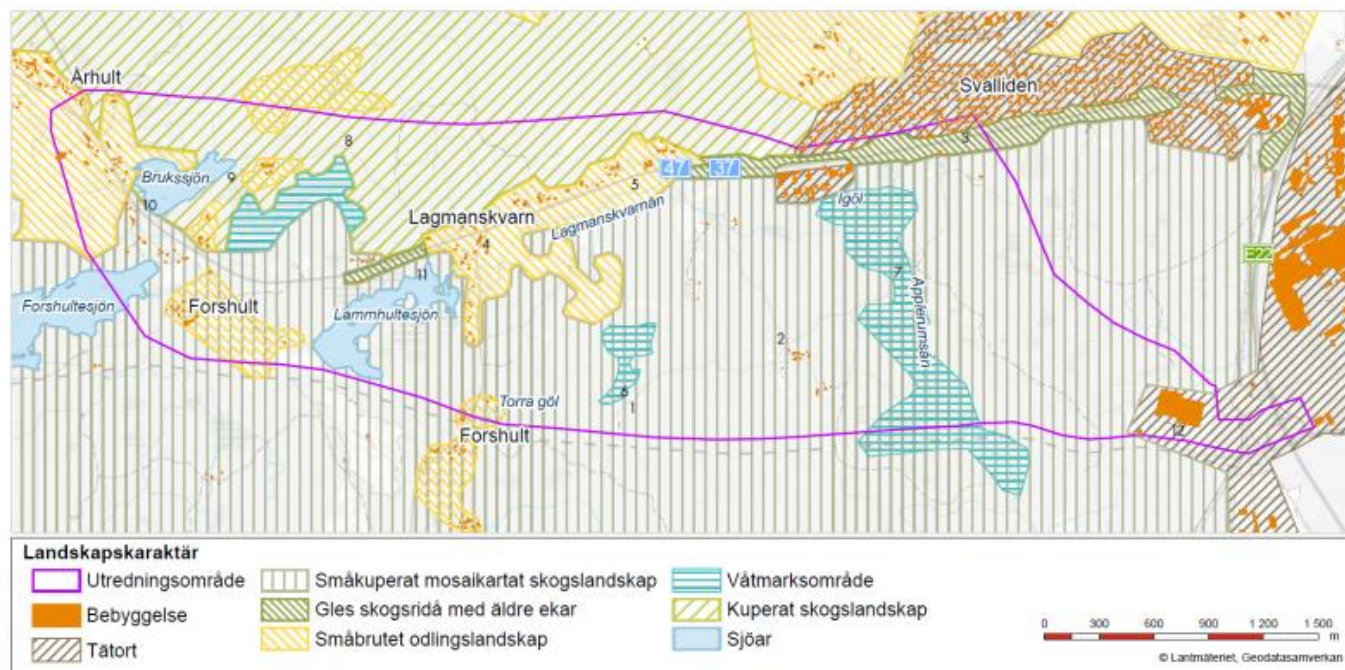 Århult
Svalliden
8
3
Brukssjön
9
47
37
5
10
Lagmanskvarn
Lagmanskvarnån
Igöl
4
E22
11
7
Forshultesjön
Forshult
Lammhultesjön
Applerumsån
2
6
Torra göl
1
Forshult
12
Landskapskaraktär
Utredningsområde
Småkuperat mosaikartat skogslandskap
Våtmarksområde
Bebyggelse
Gles skogsridå med äldre ekar
Kuperat skogslandskap
Tätort
Småbrutet odlingslandskap
Sjöar
0 300 600 900 1 200 1 500
m
© Lantmäteriet, Geodatasamverkan